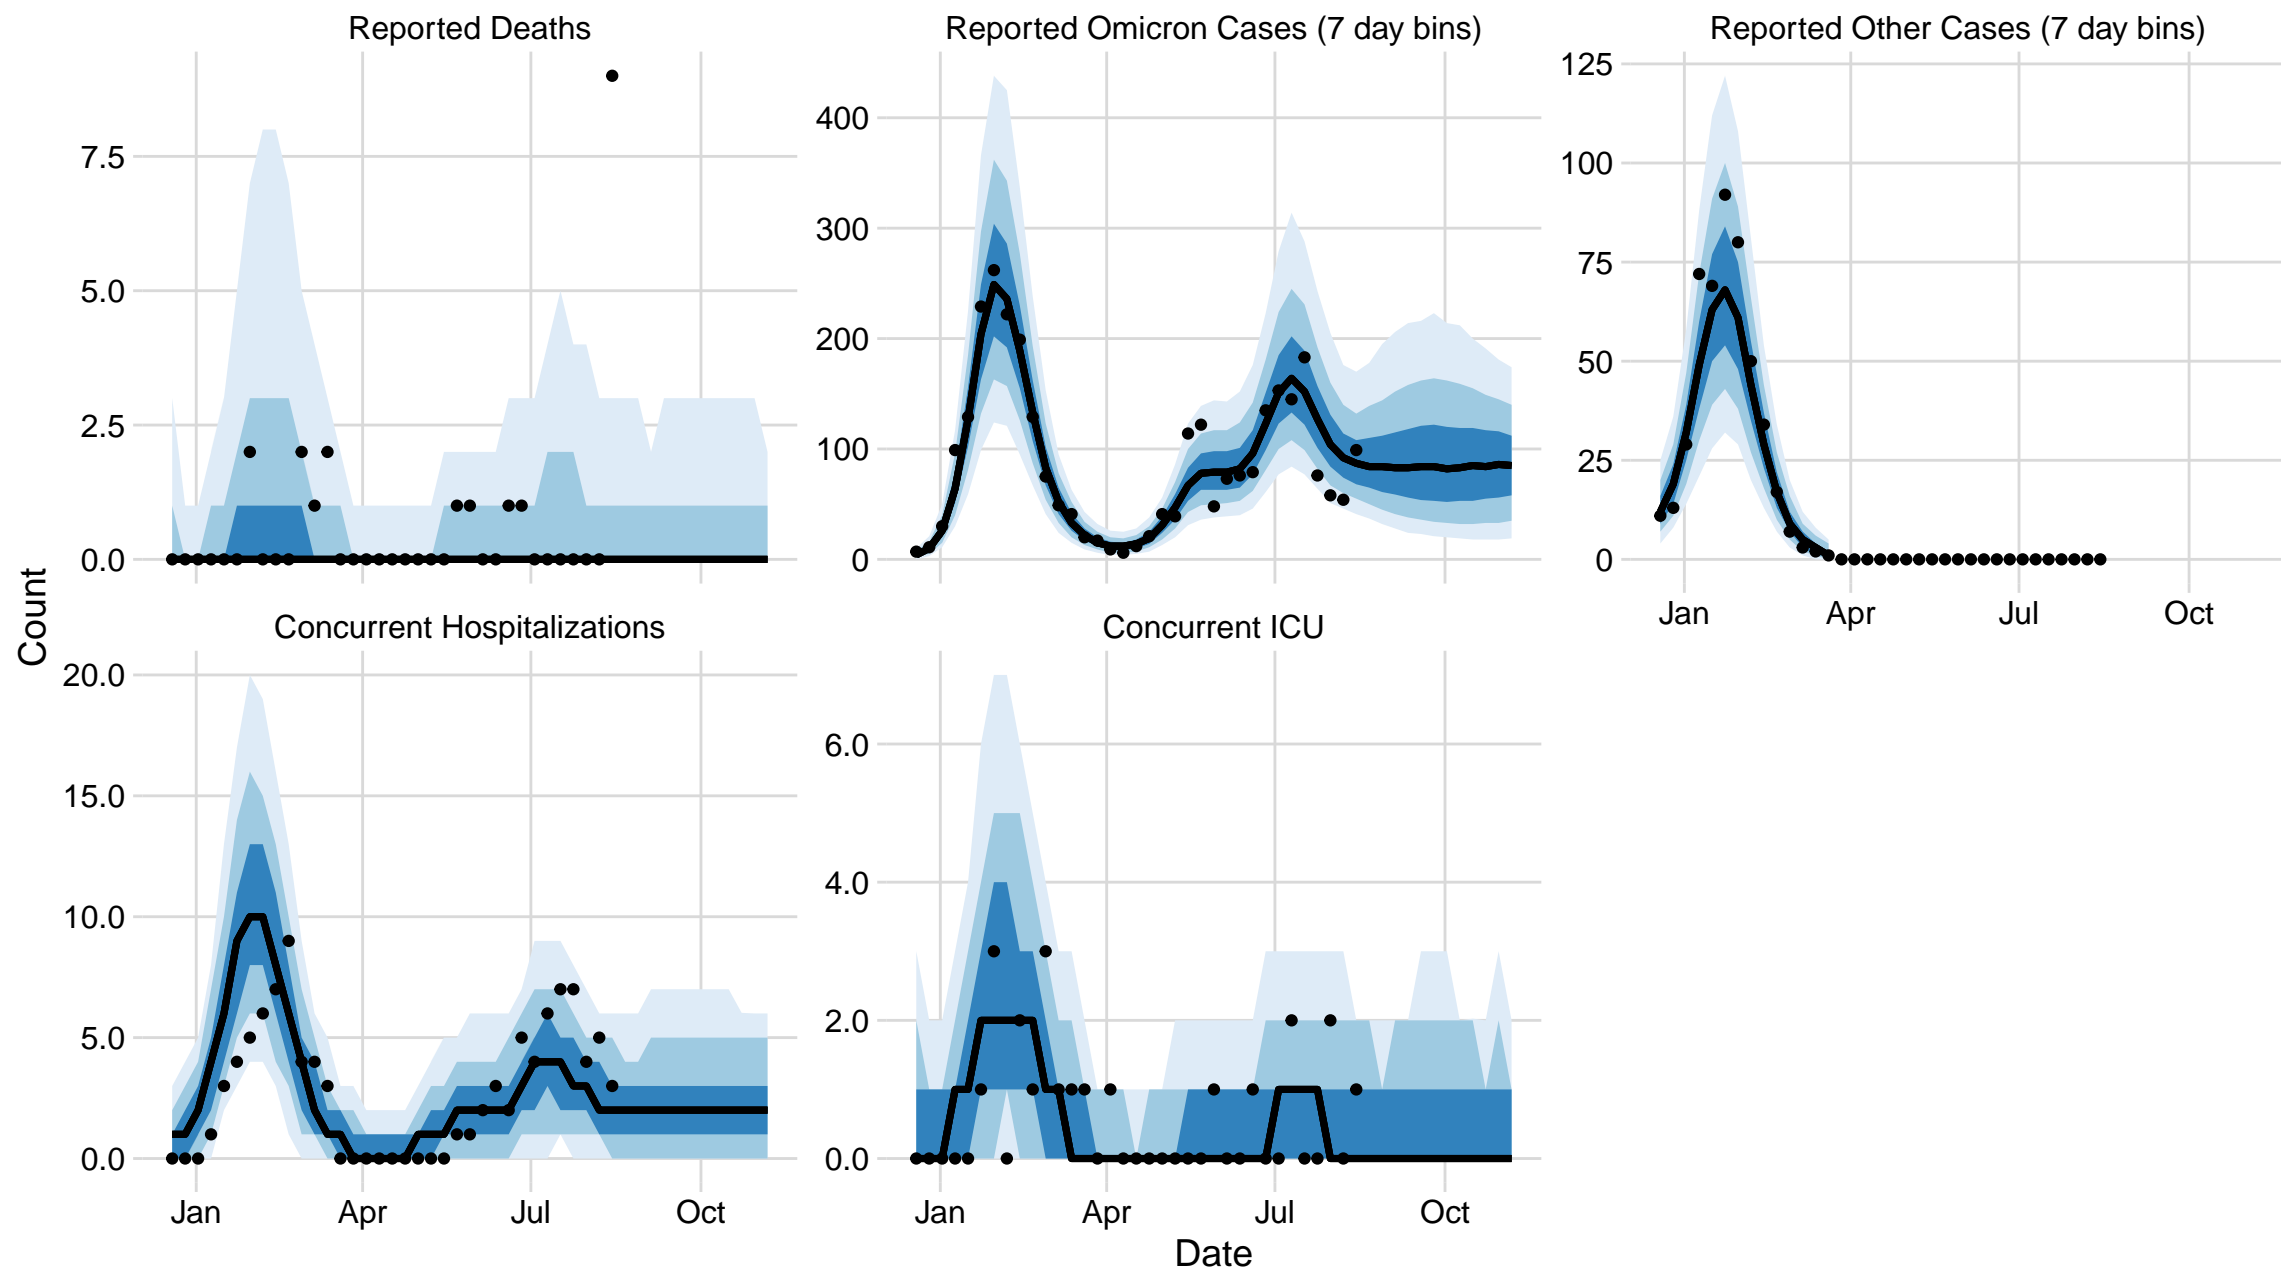 Reported Deaths
Reported Omicron Cases (7 day bins)
Reported Other Cases (7 day bins)
7.5
5.0
2.5
0.0
400
300
200
100
0
125
100
75
50
25
0
Jan Apr Jul Oct
Count
Concurrent Hospitalizations
Concurrent ICU
20.0
15.0
10.0
5.0
0.0
6.0
4.0
2.0
0.0
Jan Apr Jul Oct
Jan Apr Jul Oct
Date